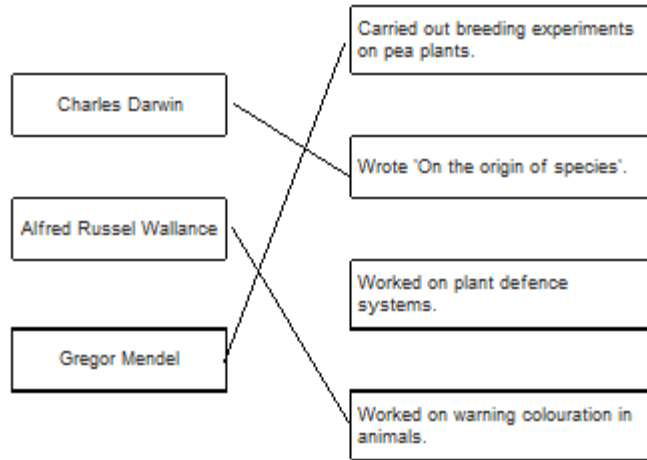 Carried out breeding experiments
on pea plants.
Charles Darwin
Wrote 'On the origin of species'.
Alfred Russel Wallance
Worked on plant defence
systems.
Gregor Mendel
Worked on warning colouration in
animals.